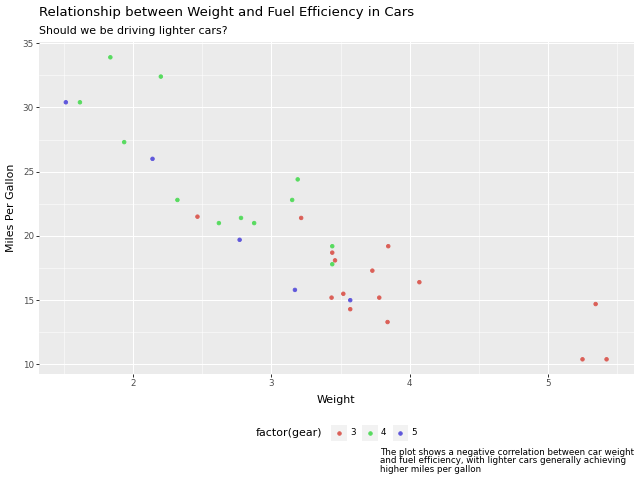 Relationship between Weight and Fuel Efficiency in Cars
Should we be driving lighter cars?
35
30
25
20
15
10
Miles Per Gallon
2 3 4 5
Weight
factor(gear) 3 4 5
The plot shows a negative correlation between car weight
and fuel efficiency, with lighter cars generally achieving
higher miles per gallon